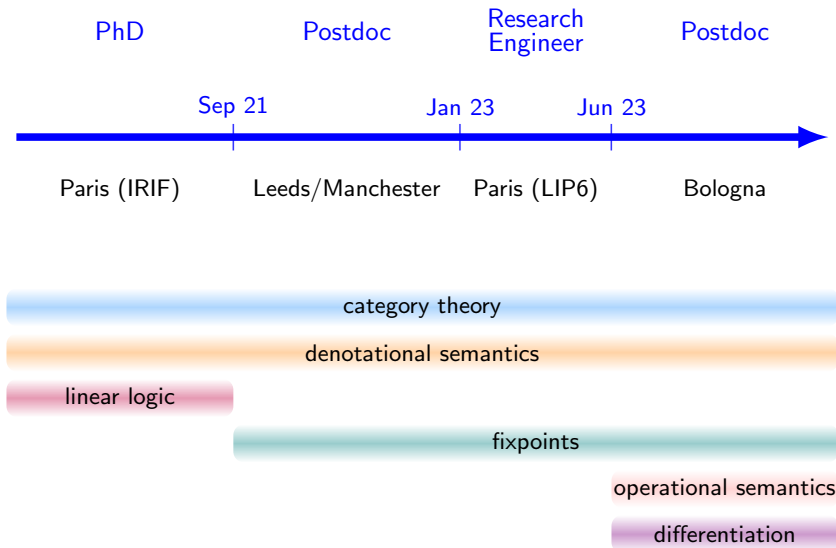 PhD
Postdoc
Research
Engineer
Postdoc
Sep 21
Jan 23
Jun 23
Paris (IRIF)
Leeds/Manchester
Paris (LIP6)
Bologna
category theory
denotational semantics
linear logic
fixpoints
operational semantics
differentiation